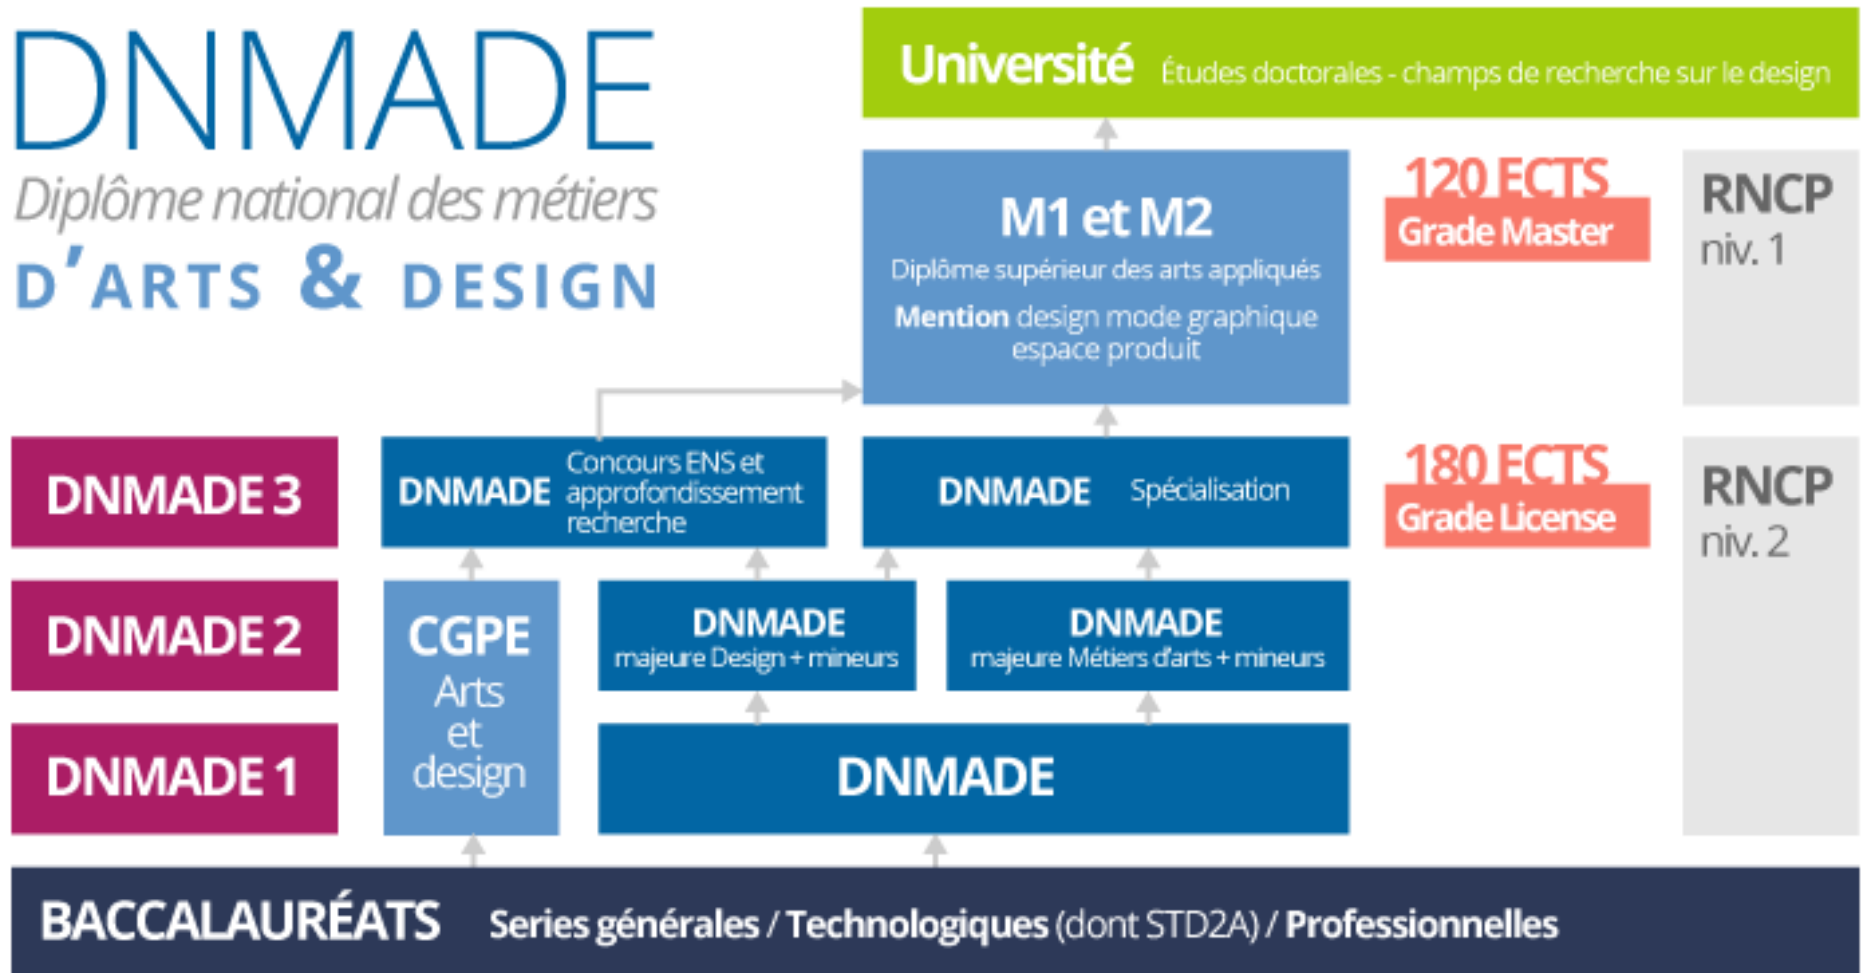 DNMADE
Diplôme national des métiers
D'ARTS & DESIGN
Université Études doctorales - champs de recherche sur le design
M1 et M2
Diplôme supérieur des arts appliqués
Mention design mode graphique
espace produit
120 ECTS
Grade Master
RNCP
niv. 1
DNMADE 3
DNMADE
Concours ENS et
approfondissement
recherche
DNMADE Spécialisation
180 ECTS
Grade License
RNCP
niv. 2
DNMADE 2
CGPE
Arts
et
design
DNMADE
majeure Design + mineurs
DNMADE
majeure Métiers d'arts + mineurs
DNMADE 1
DNMADE
BACCALAURÉATS Series générales / Technologiques (dont STD2A) / Professionnelles